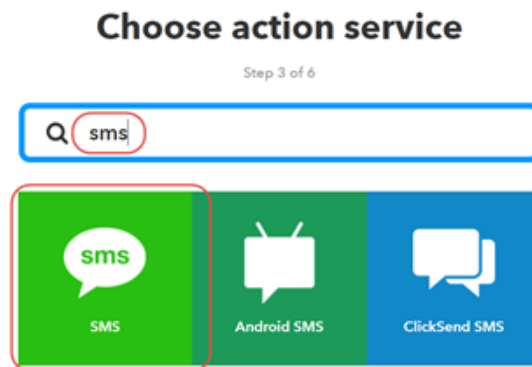 Choose action service
Step 3 of 6
sms
sms
SMS
Android SMS
ClickSend SMS